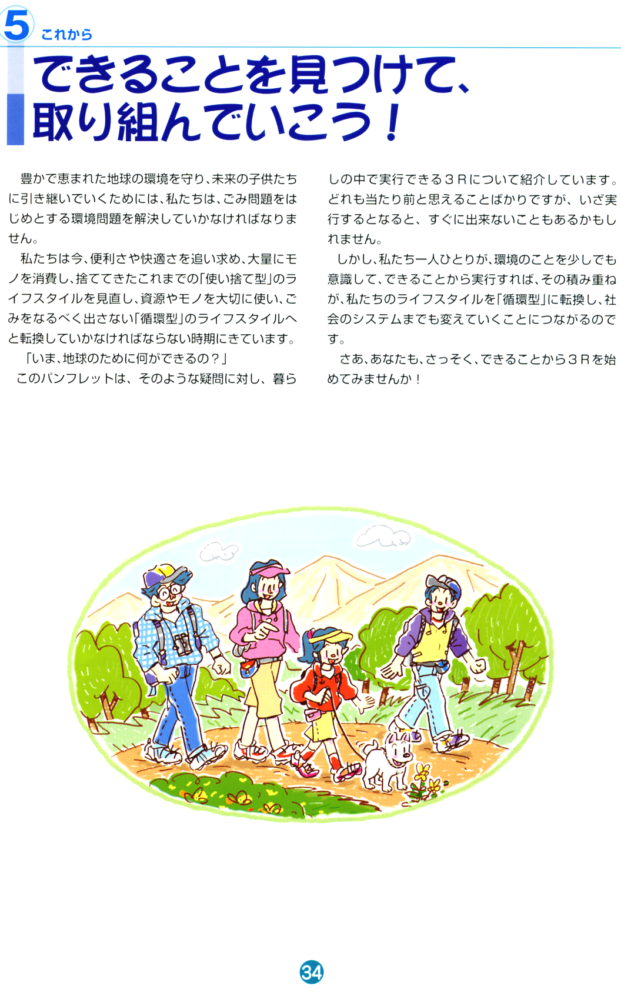 5 これから
できることを見つけて、
取り組んでいこう！
豊かで恵まれた地球の環境を守り、未来の子供たち
に引き継いでいくためには、私たちは、ごみ問題をは
じめとする環境問題を解決していかなければなりま
せん。
私たちは今、便利さや快適さを追い求め、大量にモ
ノを消費し、捨ててきたこれまでの「使い捨て型」のラ
イフスタイルを見直し、資源やモノを大切に使い、ご
みをなるべく出さない「循環型」のライフスタイルへ
と転換していかなければならない時期にきています。
「いま、地球のために何ができるの？」
このパンフレットは、そのような疑問に対し、暮ら
しの中で実行できる３Ｒについて紹介しています。
どれも当たり前と思えることばかりですが、いざ実
行するとなると、すぐに出来ないこともあるかもし
れません。
しかし、私たち一人ひとりが、環境のことを少しでも
意識して、できることから実行すれば、その積み重ね
が、私たちのライフスタイルを「循環型」に転換し、社
会のシステムまでも変えていくことにつながるので
す。
さあ、あなたも、さっそく、できることから３Ｒを始
めてみませんか！
34